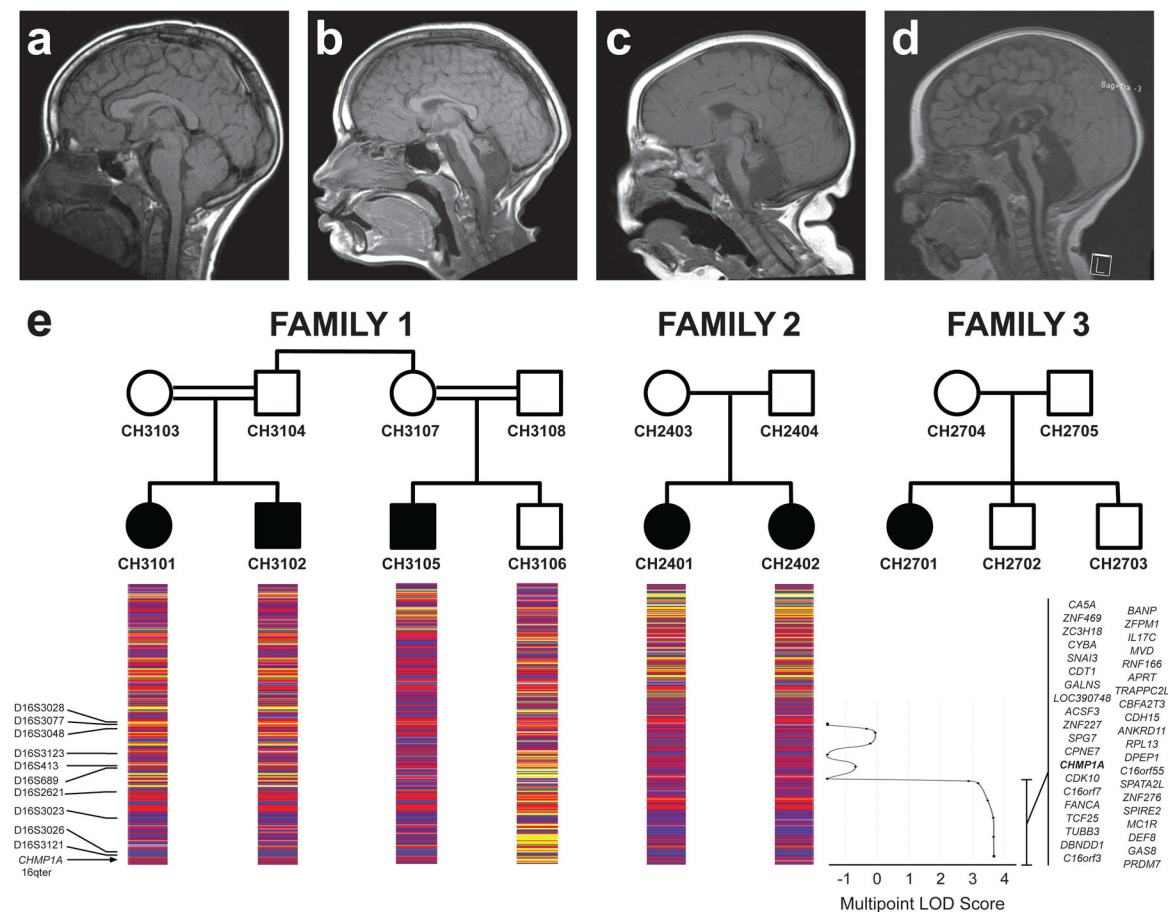 a
b
c
d
Sag>Tra -3
L
e
FAMILY 1
FAMILY 2
FAMILY 3
CH3103
CH3104
CH3107
CH3108
CH2403
CH2404
CH2704
CH2705
CH3101
CH3102
CH3105
CH3106
CH2401
CH2402
CH2701
CH2702
CH2703
D16S3028
D16S3077
D16S3048
D16S3123
D16S413
D16S689
D16S2621
D16S3023
D16S3026
D16S3121
CHMP1A
16qter
CA5A
ZNF469
ZC3H18
CYBA
SNAI3
CDT1
GALNS
LOC390748
ACSF3
ZNF227
SPG7
CPNE7
CHMP1A
CDK10
C16orf7
FANCA
TCF25
TUBB3
DBNDD1
C16orf3
BANP
ZFPM1
IL17C
MVD
RNF166
APRT
TRAPPC2L
CBFA2T3
CDH15
ANKRD11
RPL13
DPEP1
C16orf55
SPATA2L
ZNF276
SPIRE2
MC1R
DEF8
GAS8
PRDM7
-1 0 1 2 3 4
Multipoint LOD Score